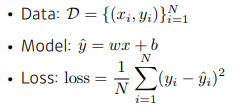 • Data: 𝒟 = {(xᵢ, yᵢ)}ᵢ₌₁ᴺ
• Model: ŷ = wx + b
• Loss: loss = 1/N ∑ᵢ₌₁ᴺ (yᵢ − ŷᵢ)²